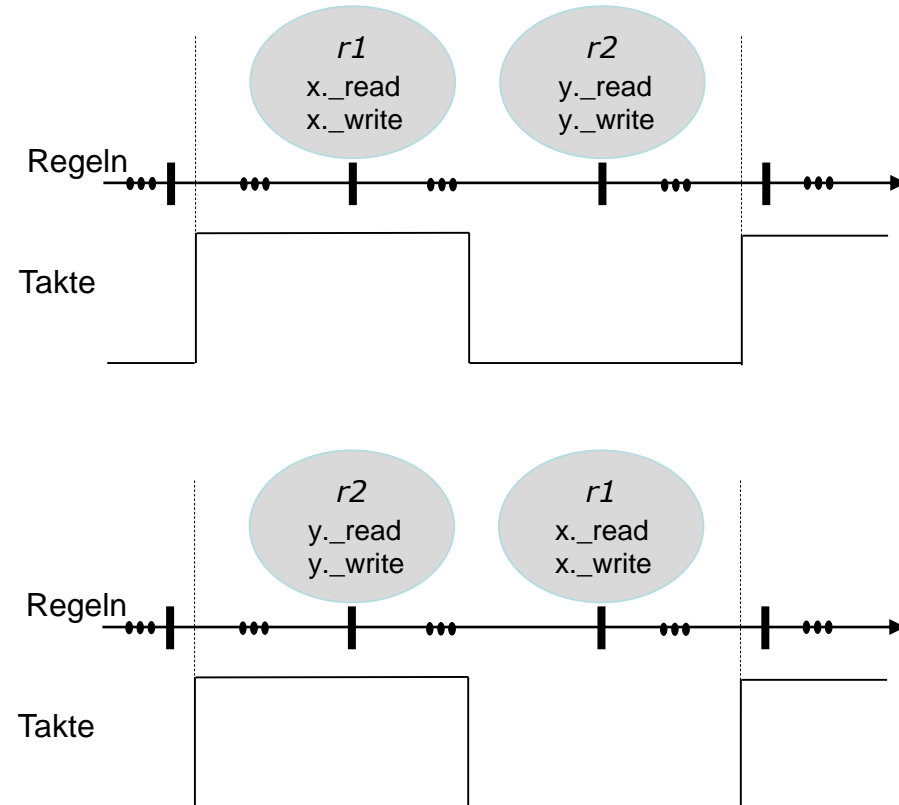 r1
x._read
x._write
r2
y._read
y._write
Regeln
Takte
r2
y._read
y._write
r1
x._read
x._write
Regeln
Takte